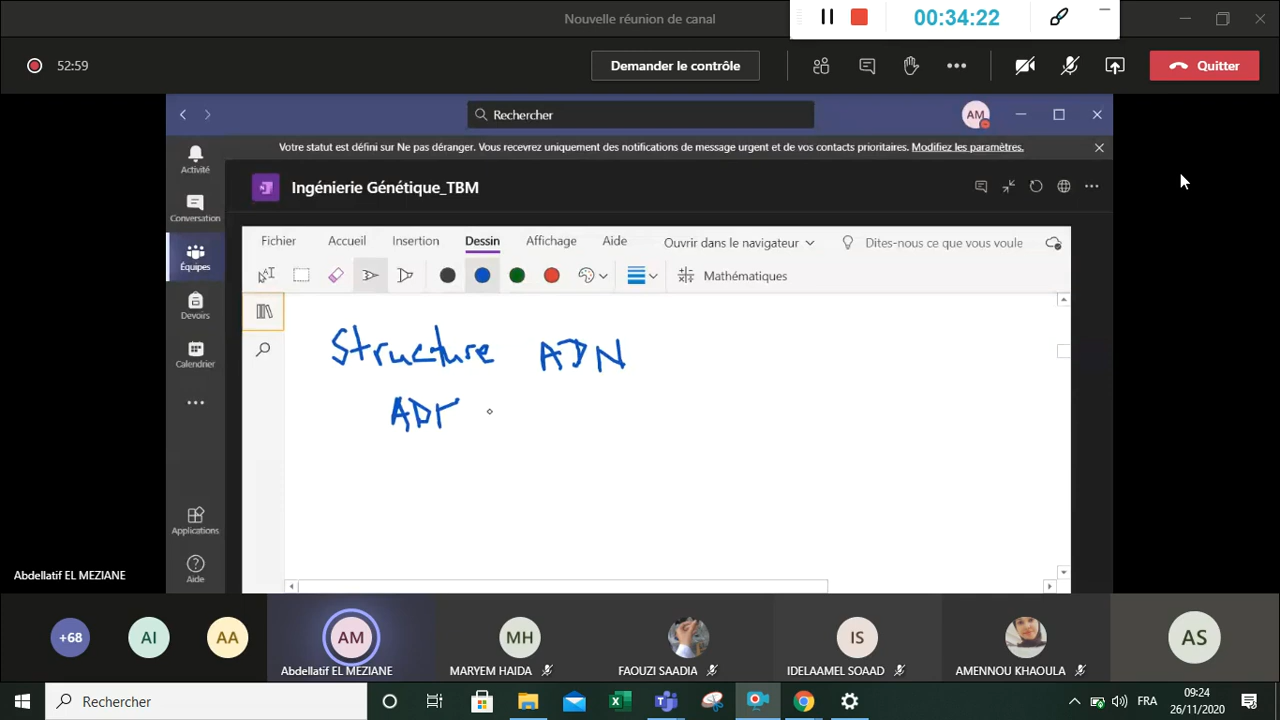 Nouvelle réunion de canal
00:34:22
52:59
Demander le contrôle
Quitter
Rechercher
AM
Votre statut est défini sur Ne pas déranger. Vous recevrez uniquement des notifications de message urgent et de vos contacts prioritaires. Modifiez les paramètres.
Activité
Conversation
Équipes
Devoirs
Calendrier
Applications
Aide
Ingénierie Génétique_TBM
Fichier
Accueil
Insertion
Dessin
Affichage
Aide
Ouvrir dans le navigateur
Dites-nous ce que vous voule
Mathématiques
Structure ADN
ADr
Abdellatif EL MEZIANE
+68
AI
AA
AM
Abdellatif EL MEZIANE
MH
MARYEM HAIDA
FAOUZI SAADIA
IS
IDELAAMEL SOAAD
AMENNOU KHAOULA
AS
Rechercher
FRA
09:24
26/11/2020